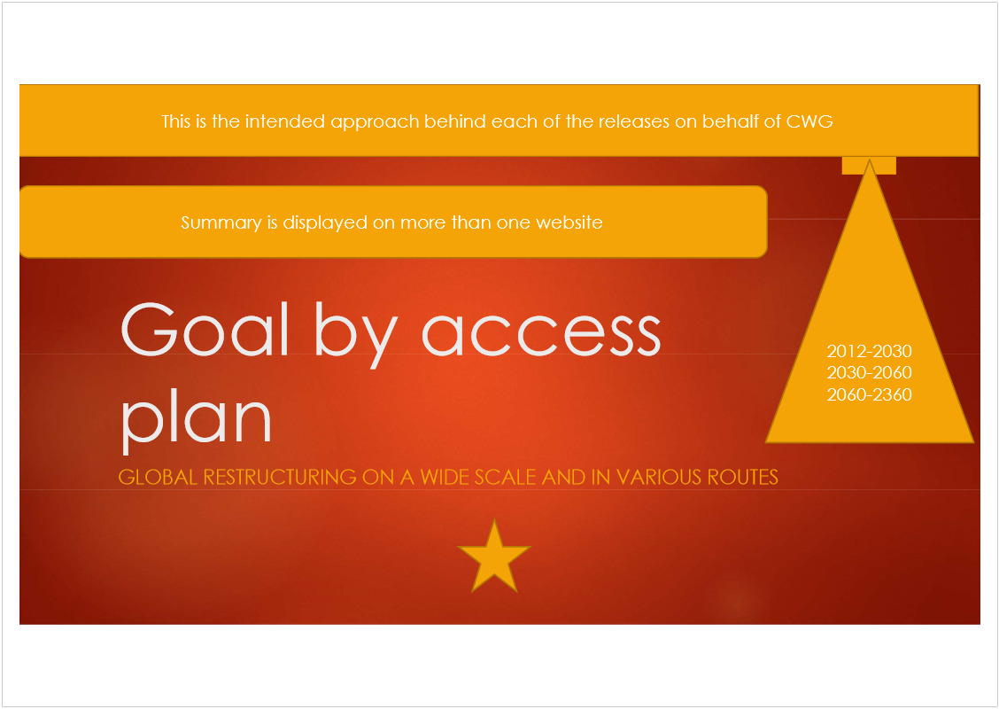 This is the intended approach behind each of the releases on behalf of CWG
Summary is displayed on more than one website
Goal by access
plan
GLOBAL RESTRUCTURING ON A WIDE SCALE AND IN VARIOUS ROUTES
2012-2030
2030-2060
2060-2360